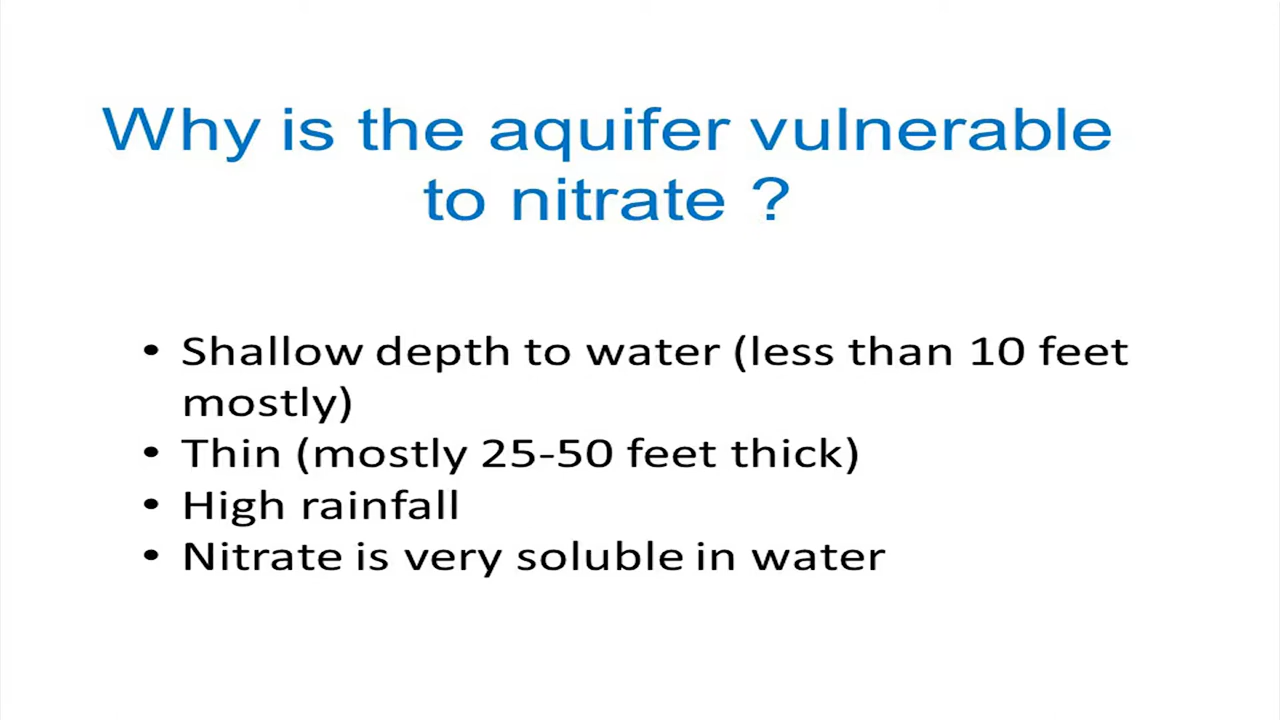 Why is the aquifer vulnerable
to nitrate ?
• Shallow depth to water (less than 10 feet
mostly)
• Thin (mostly 25-50 feet thick)
• High rainfall
• Nitrate is very soluble in water